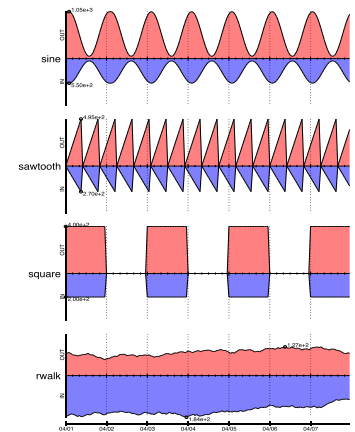 1.05e+3
OUT
sine
IN
5.50e+2
4.95e+2
OUT
sawtooth
IN
2.70e+2
4.00e+2
OUT
square
IN
2.00e+2
1.27e+2
OUT
rwalk
IN
1.84e+2
04/01 04/02 04/03 04/04 04/05 04/06 04/07